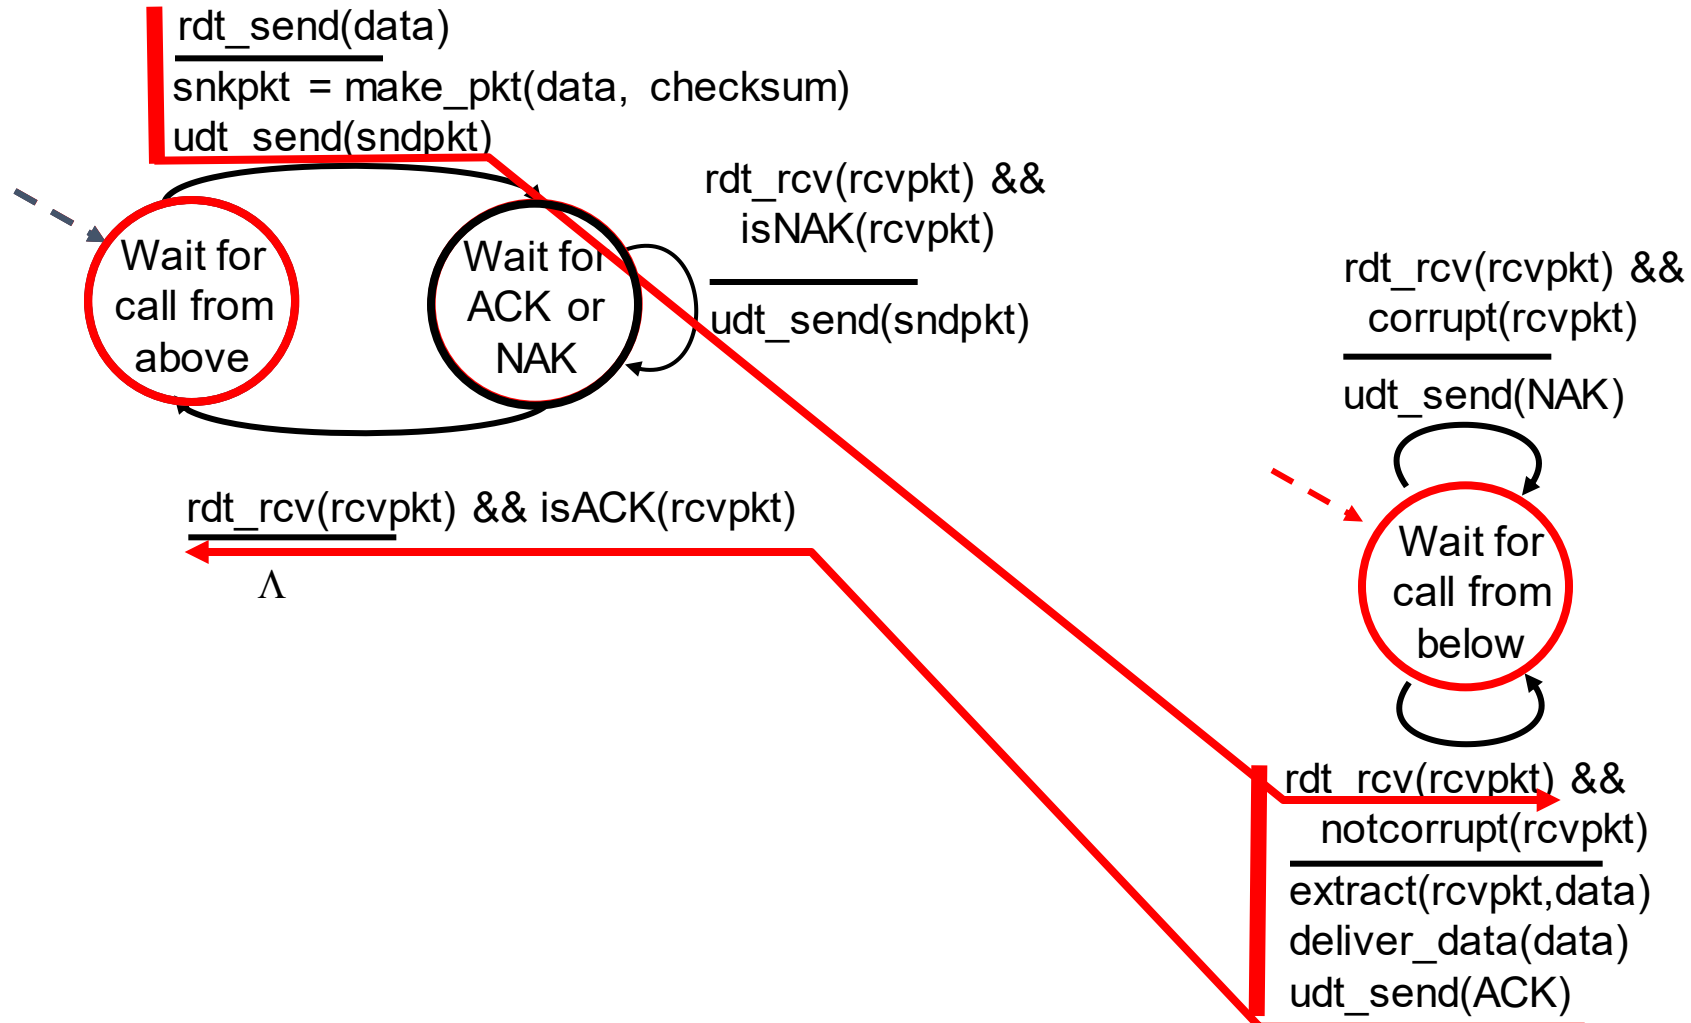 rdt_send(data)
snkpkt = make_pkt(data, checksum)
udt_send(sndpkt)
rdt_rcv(rcvpkt) &&
isNAK(rcvpkt)
udt_send(sndpkt)
Wait for
call from
above
Wait for
ACK or
NAK
rdt_rcv(rcvpkt) && isACK(rcvpkt)
Λ
rdt_rcv(rcvpkt) &&
corrupt(rcvpkt)
udt_send(NAK)
Wait for
call from
below
rdt_rcv(rcvpkt) &&
notcorrupt(rcvpkt)
extract(rcvpkt,data)
deliver_data(data)
udt_send(ACK)